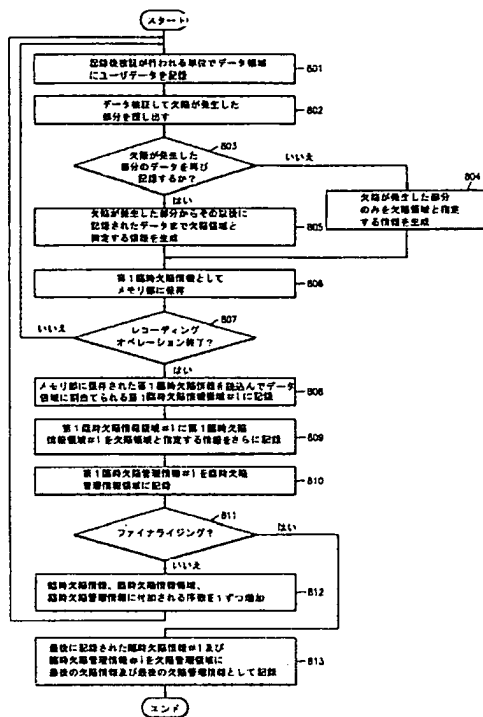 スタート
記録後検証が行われる単位でデータ領域
にユーザデータを記録
801
データ検証して欠陥が発生した
部分を探し出す
802
803
欠陥が発生した
部分のデータを再び
記録するか？
いいえ
804
はい
欠陥が発生した部分
のみを欠陥領域と指定
する情報を生成
欠陥が発生した部分からその以後に
記録されたデータまで欠陥領域と
指定する情報を生成
805
第1臨時欠陥情報として
メモリ部に保存
806
807
いいえ
レコーディング
オペレーション終了？
はい
メモリ部に保存された第1臨時欠陥情報を読込んでデータ
領域に割当てられる第1臨時欠陥情報領域#iに記録
808
第1臨時欠陥情報領域#iに第1臨時欠陥
情報領域#iを欠陥領域と指定する情報をさらに記録
809
第1臨時欠陥管理情報#iを臨時欠陥
管理情報領域に記録
810
811
ファイナライジング？
はい
いいえ
臨時欠陥情報、臨時欠陥情報領域、
臨時欠陥管理情報に付加される序数を1ずつ増加
812
最後に記録された臨時欠陥情報#i及び
臨時欠陥管理情報#iを欠陥管理領域に
最後の欠陥情報及び最後の欠陥管理情報として記録
813
エンド